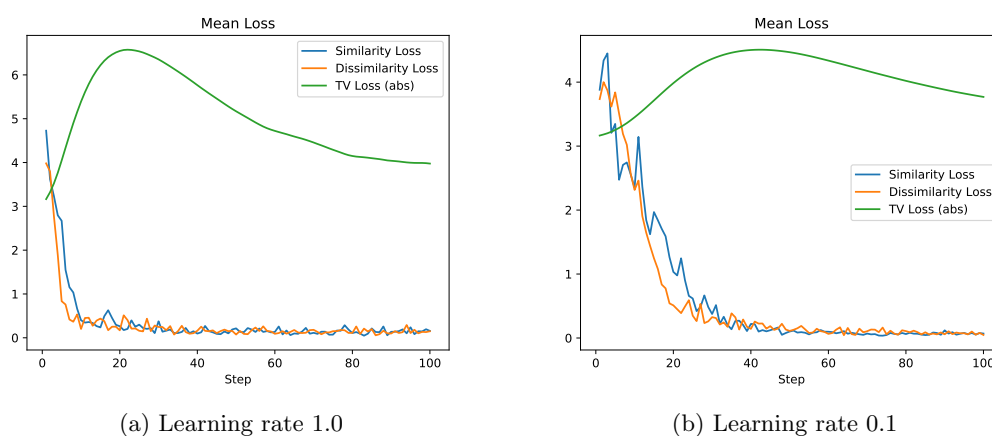 Mean Loss
Similarity Loss
Dissimilarity Loss
TV Loss (abs)
6
5
4
3
2
1
0
0 20 40 60 80 100
Step
(a) Learning rate 1.0
Mean Loss
4
3
2
1
0
Similarity Loss
Dissimilarity Loss
TV Loss (abs)
0 20 40 60 80 100
Step
(b) Learning rate 0.1